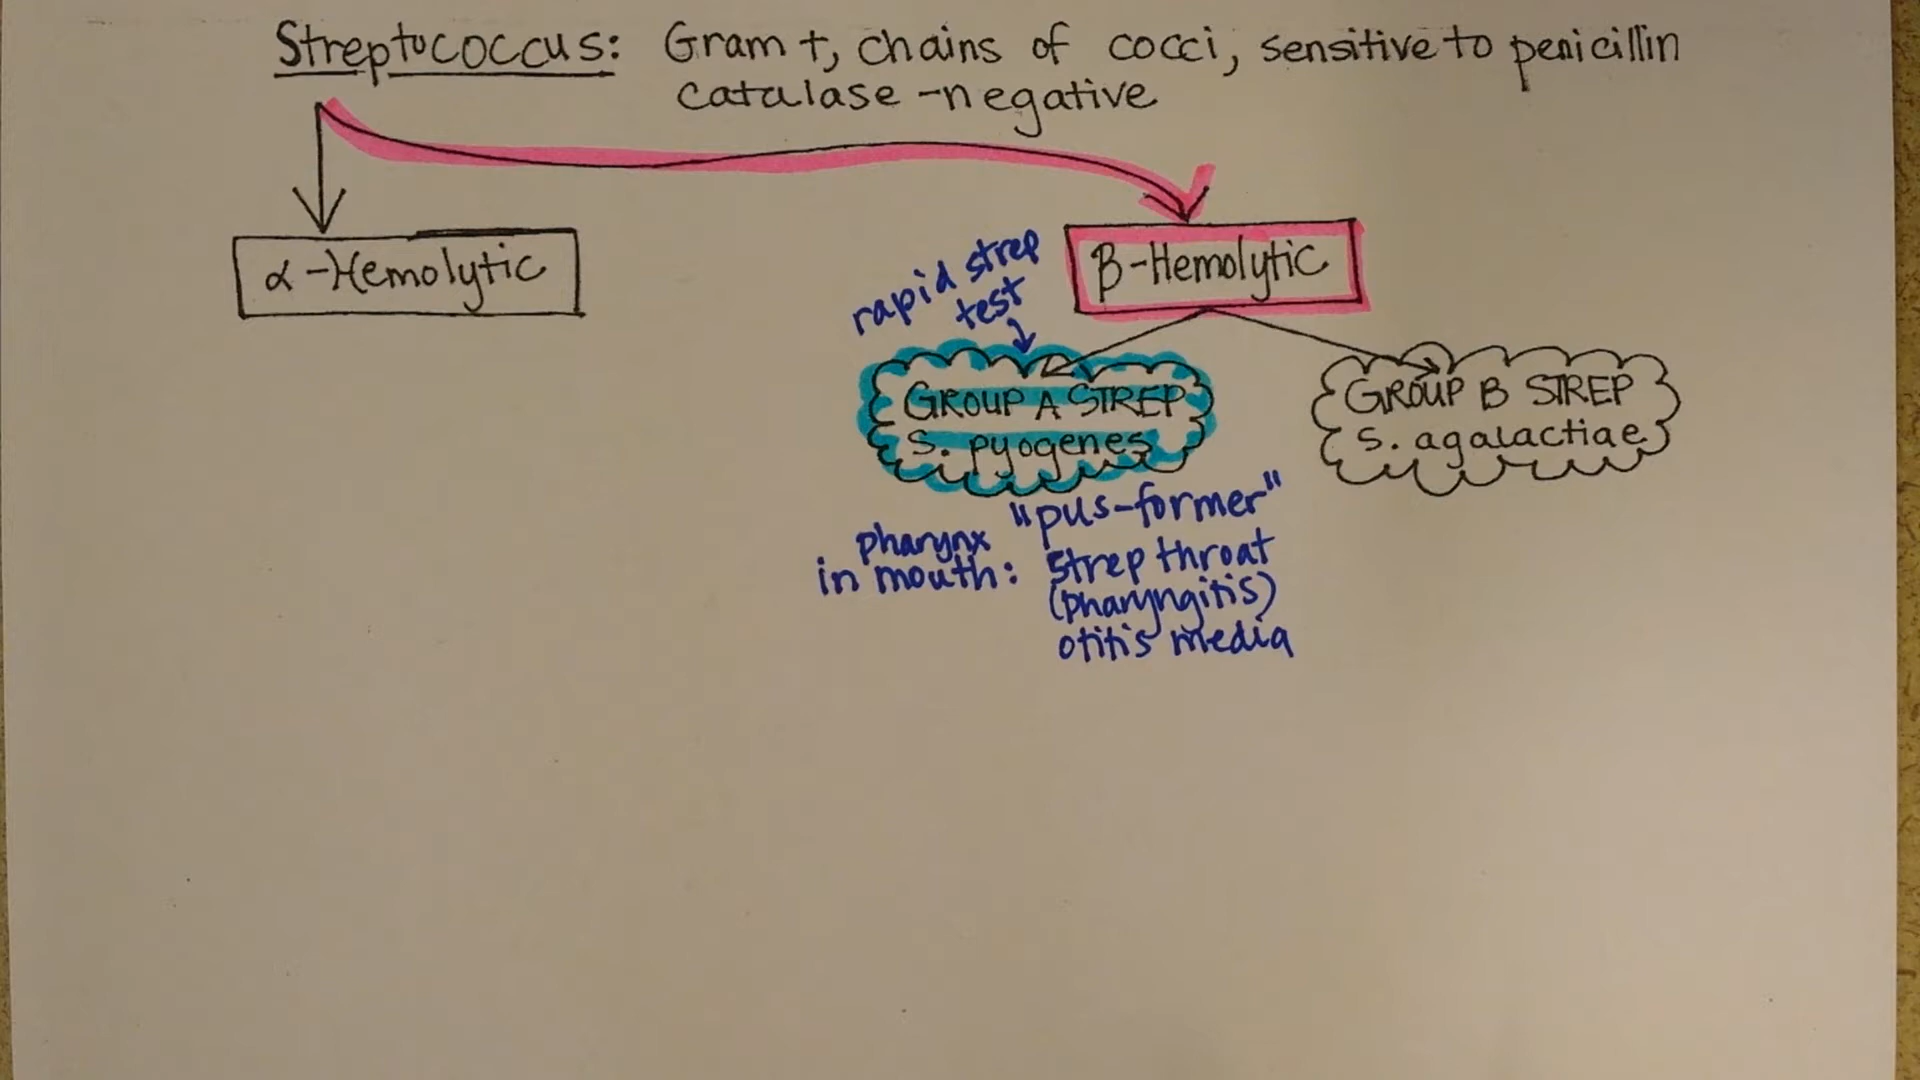 Streptococcus: Gram +, chains of cocci, sensitive to penicillin
catalase-negative
α-Hemolytic
β-Hemolytic
rapid strep
test
GROUP A STREP
S. pyogenes
GROUP B STREP
S. agalactiae
"pus-former"
pharynx
in mouth: strep throat
(pharyngitis)
otitis media